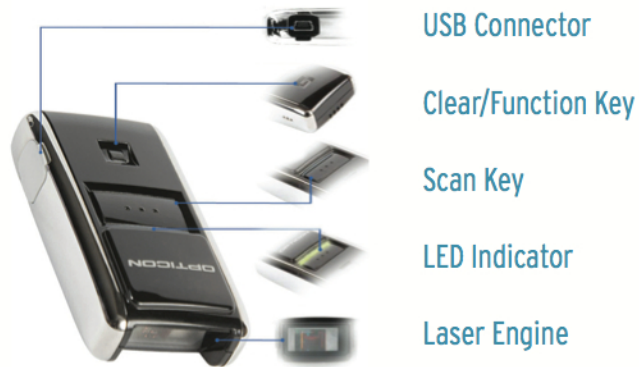 USB Connector
Clear/Function Key
Scan Key
LED Indicator
OPTICON
Laser Engine